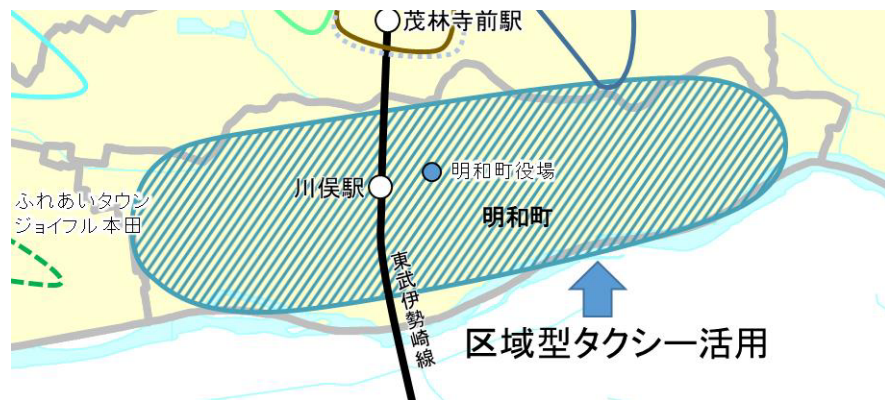 茂林寺前駅
明和町役場
川俣駅
ふれあいタウン
ジョイフル本田
明和町
東武伊勢崎線
区域型タクシー活用